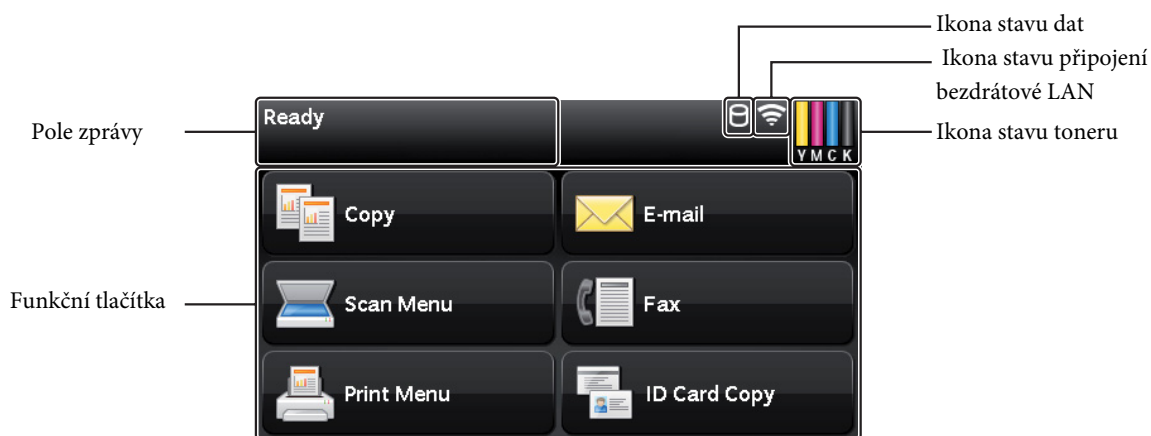 Ikona stavu dat
Ikona stavu připojení
bezdrátové LAN
Pole zprávy
Ready
Ikona stavu toneru
Y M C K
Copy
E-mail
Funkční tlačítka
Scan Menu
Fax
Print Menu
ID Card Copy